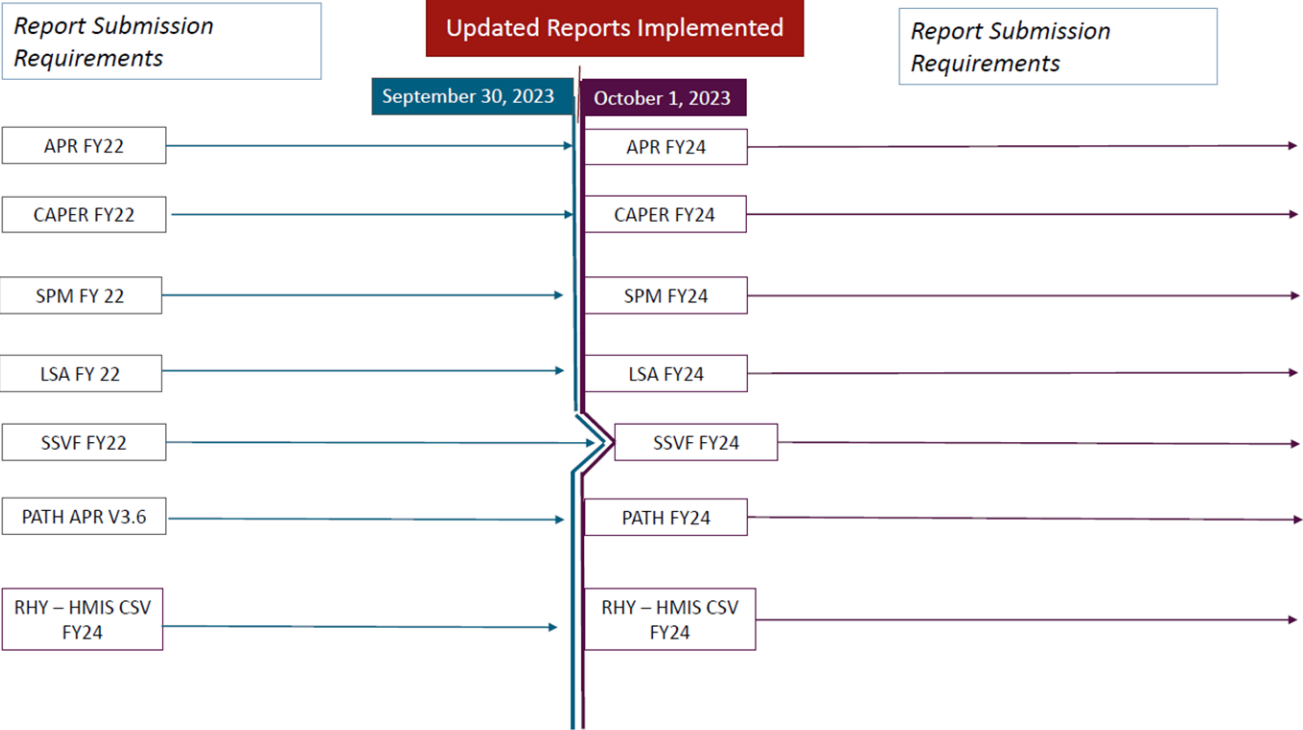 Report Submission
Requirements
Updated Reports Implemented
Report Submission
Requirements
September 30, 2023
October 1, 2023
APR FY22
APR FY24
CAPER FY22
CAPER FY24
SPM FY 22
SPM FY24
LSA FY 22
LSA FY24
SSVF FY22
SSVF FY24
PATH APR V3.6
PATH FY24
RHY – HMIS CSV
FY24
RHY – HMIS CSV
FY24